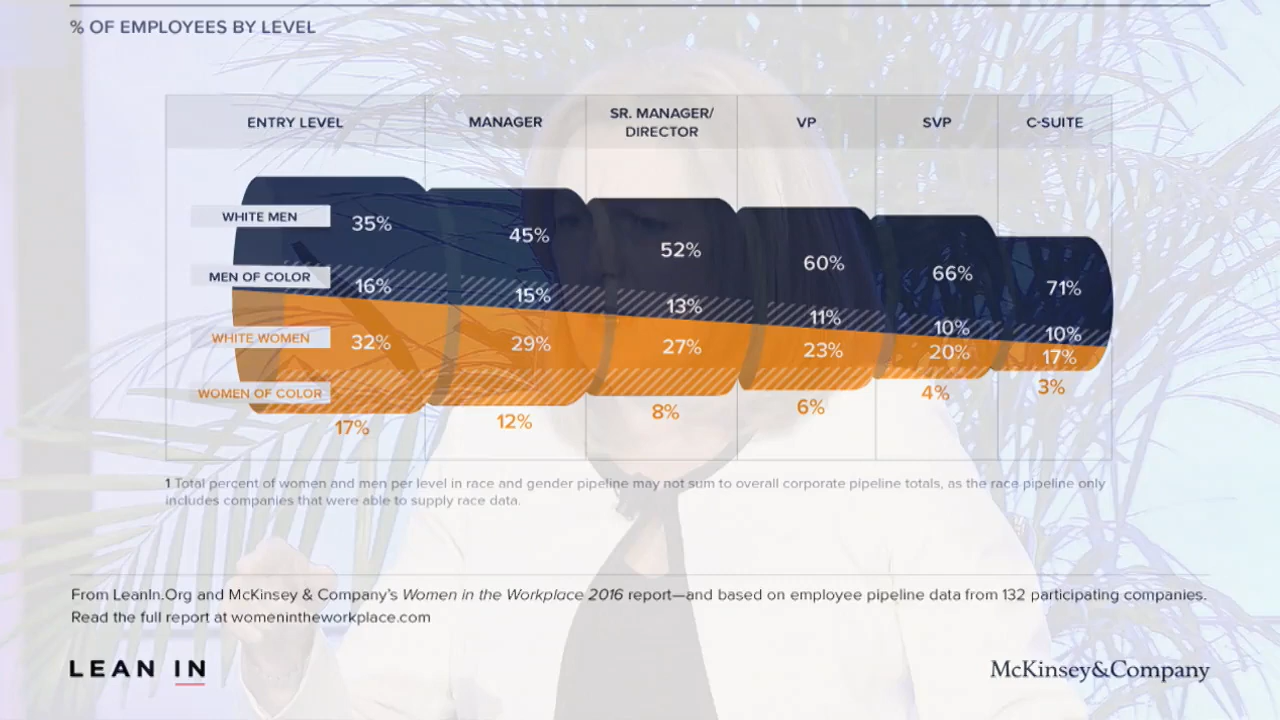 % OF EMPLOYEES BY LEVEL
ENTRY LEVEL
MANAGER
SR. MANAGER/
DIRECTOR
VP
SVP
C-SUITE
WHITE MEN
35%
45%
52%
60%
66%
71%
MEN OF COLOR
16%
15%
13%
11%
10%
10%
WHITE WOMEN
32%
29%
27%
23%
20%
17%
WOMEN OF COLOR
17%
12%
8%
6%
4%
3%
1 Total percent of women and men per level in race and gender pipeline may not sum to overall corporate pipeline totals, as the race pipeline only
includes companies that were able to supply race data.
From LeanIn.Org and McKinsey & Company's Women in the Workplace 2016 report—and based on employee pipeline data from 132 participating companies.
Read the full report at womenintheworkplace.com
LEAN IN
McKinsey&Company